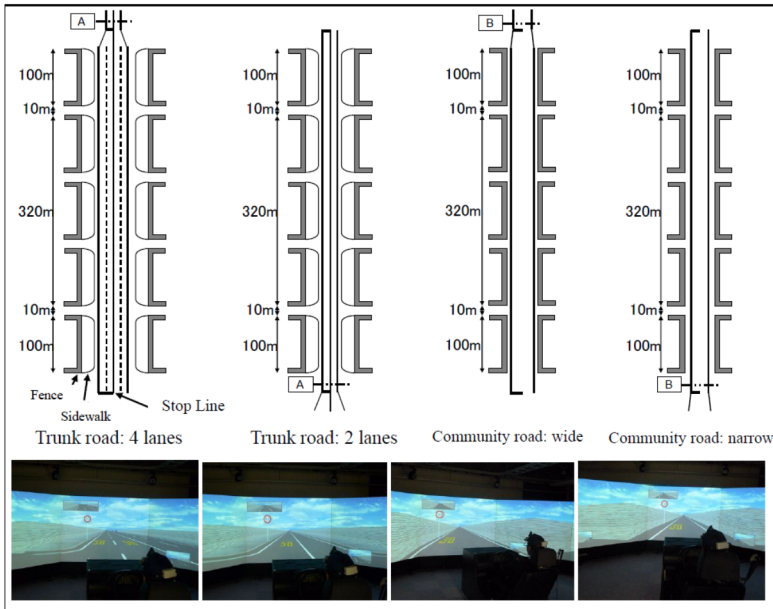 A
B
100m
10m
320m
10m
100m
Fence
Sidewalk
Stop Line
Trunk road: 4 lanes
100m
10m
320m
10m
100m
A
Trunk road: 2 lanes
100m
10m
320m
10m
100m
Community road: wide
100m
10m
320m
10m
100m
B
Community road: narrow